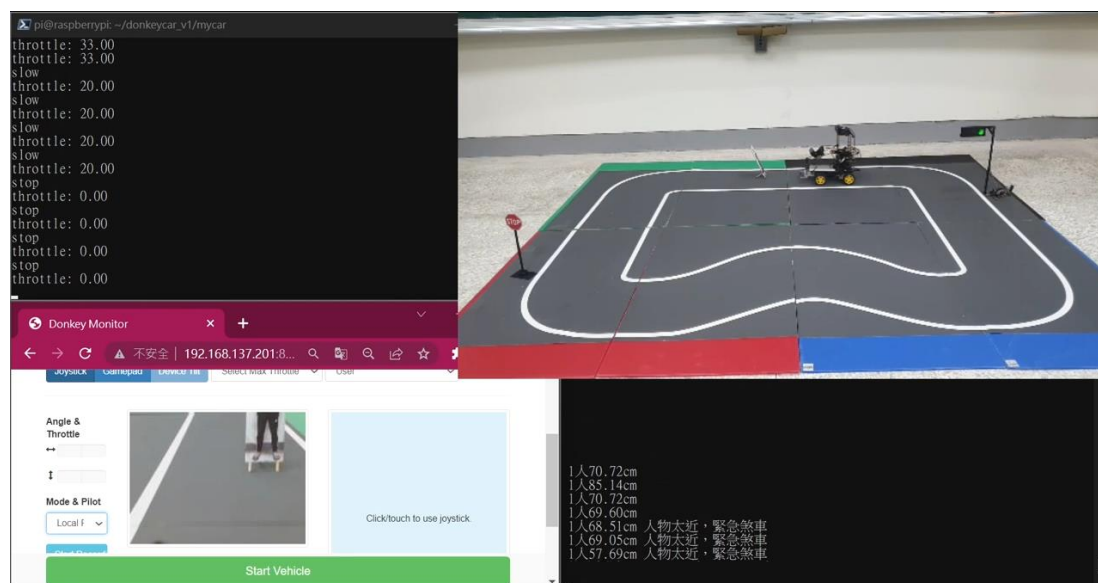 pi@raspberrypi: ~/donkeycar_v1/mycar
throttle: 33.00
throttle: 33.00
slow
throttle: 20.00
slow
throttle: 20.00
slow
throttle: 20.00
slow
throttle: 20.00
stop
throttle: 0.00
stop
throttle: 0.00
stop
throttle: 0.00
stop
throttle: 0.00
STOP
Donkey Monitor
不安全 | 192.168.137.201:8...
Joystick Gamepad Device Tilt Select Max Throttle User
Angle &
Throttle
Mode & Pilot
Local
Click/touch to use joystick
Start Vehicle
1人70.72cm
1人85.14cm
1人70.72cm
1人69.60cm
1人68.51cm 人物太近，緊急煞車
1人69.05cm 人物太近，緊急煞車
1人57.69cm 人物太近，緊急煞車